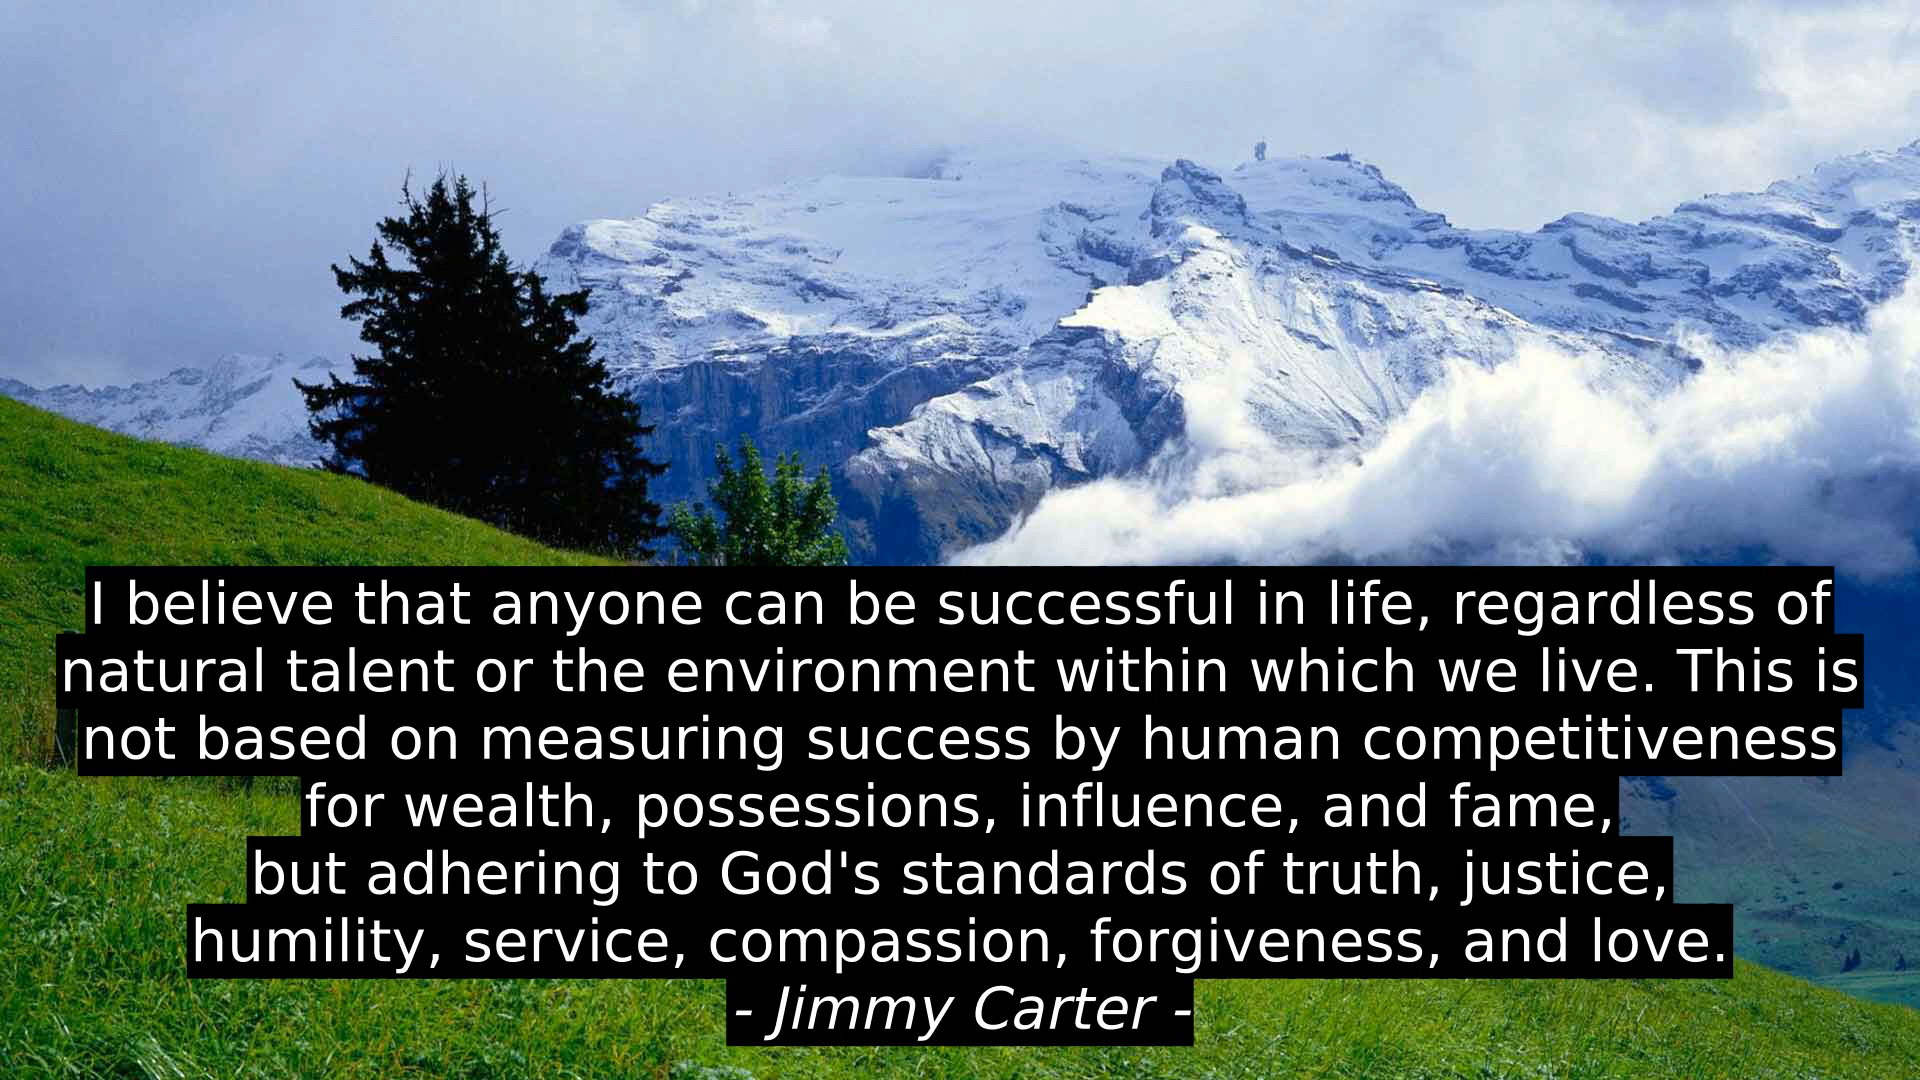 I believe that anyone can be successful in life, regardless of
natural talent or the environment within which we live. This is
not based on measuring success by human competitiveness
for wealth, possessions, influence, and fame,
but adhering to God's standards of truth, justice,
humility, service, compassion, forgiveness, and love.
- Jimmy Carter -